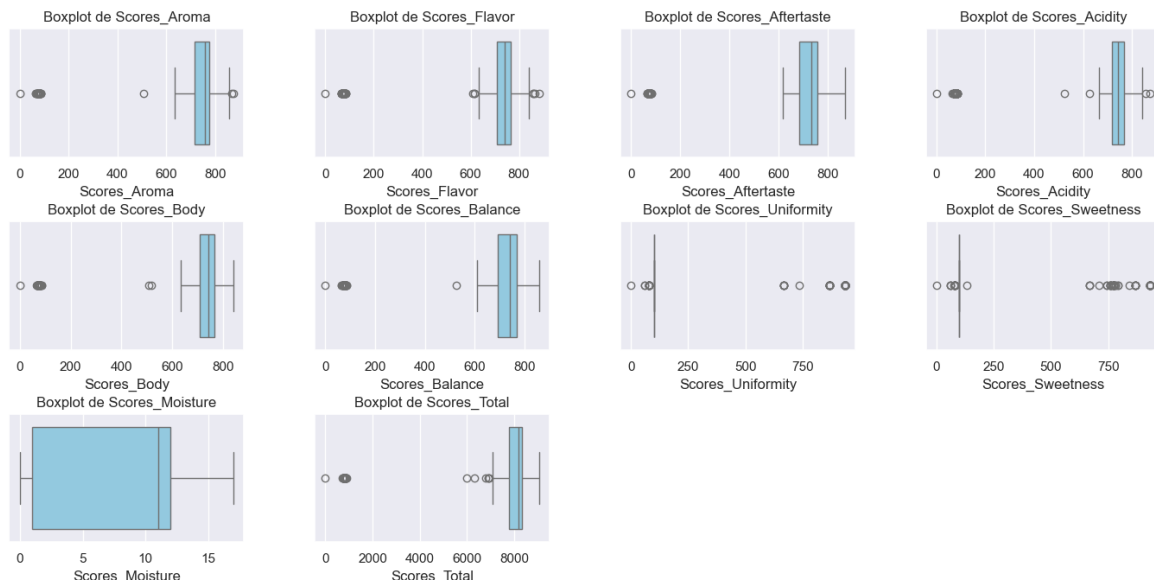 Boxplot de Scores_Aroma
0 200 400 600 800
Scores_Aroma
Boxplot de Scores_Flavor
0 200 400 600 800
Scores_Flavor
Boxplot de Scores_Aftertaste
0 200 400 600 800
Scores_Aftertaste
Boxplot de Scores_Acidity
0 200 400 600 800
Scores_Acidity
Boxplot de Scores_Body
0 200 400 600 800
Scores_Body
Boxplot de Scores_Balance
0 200 400 600 800
Scores_Balance
Boxplot de Scores_Uniformity
0 250 500 750
Scores_Uniformity
Boxplot de Scores_Sweetness
0 250 500 750
Scores_Sweetness
Boxplot de Scores_Moisture
0 5 10 15
Scores_Moisture
Boxplot de Scores_Total
0 2000 4000 6000 8000
Scores_Total